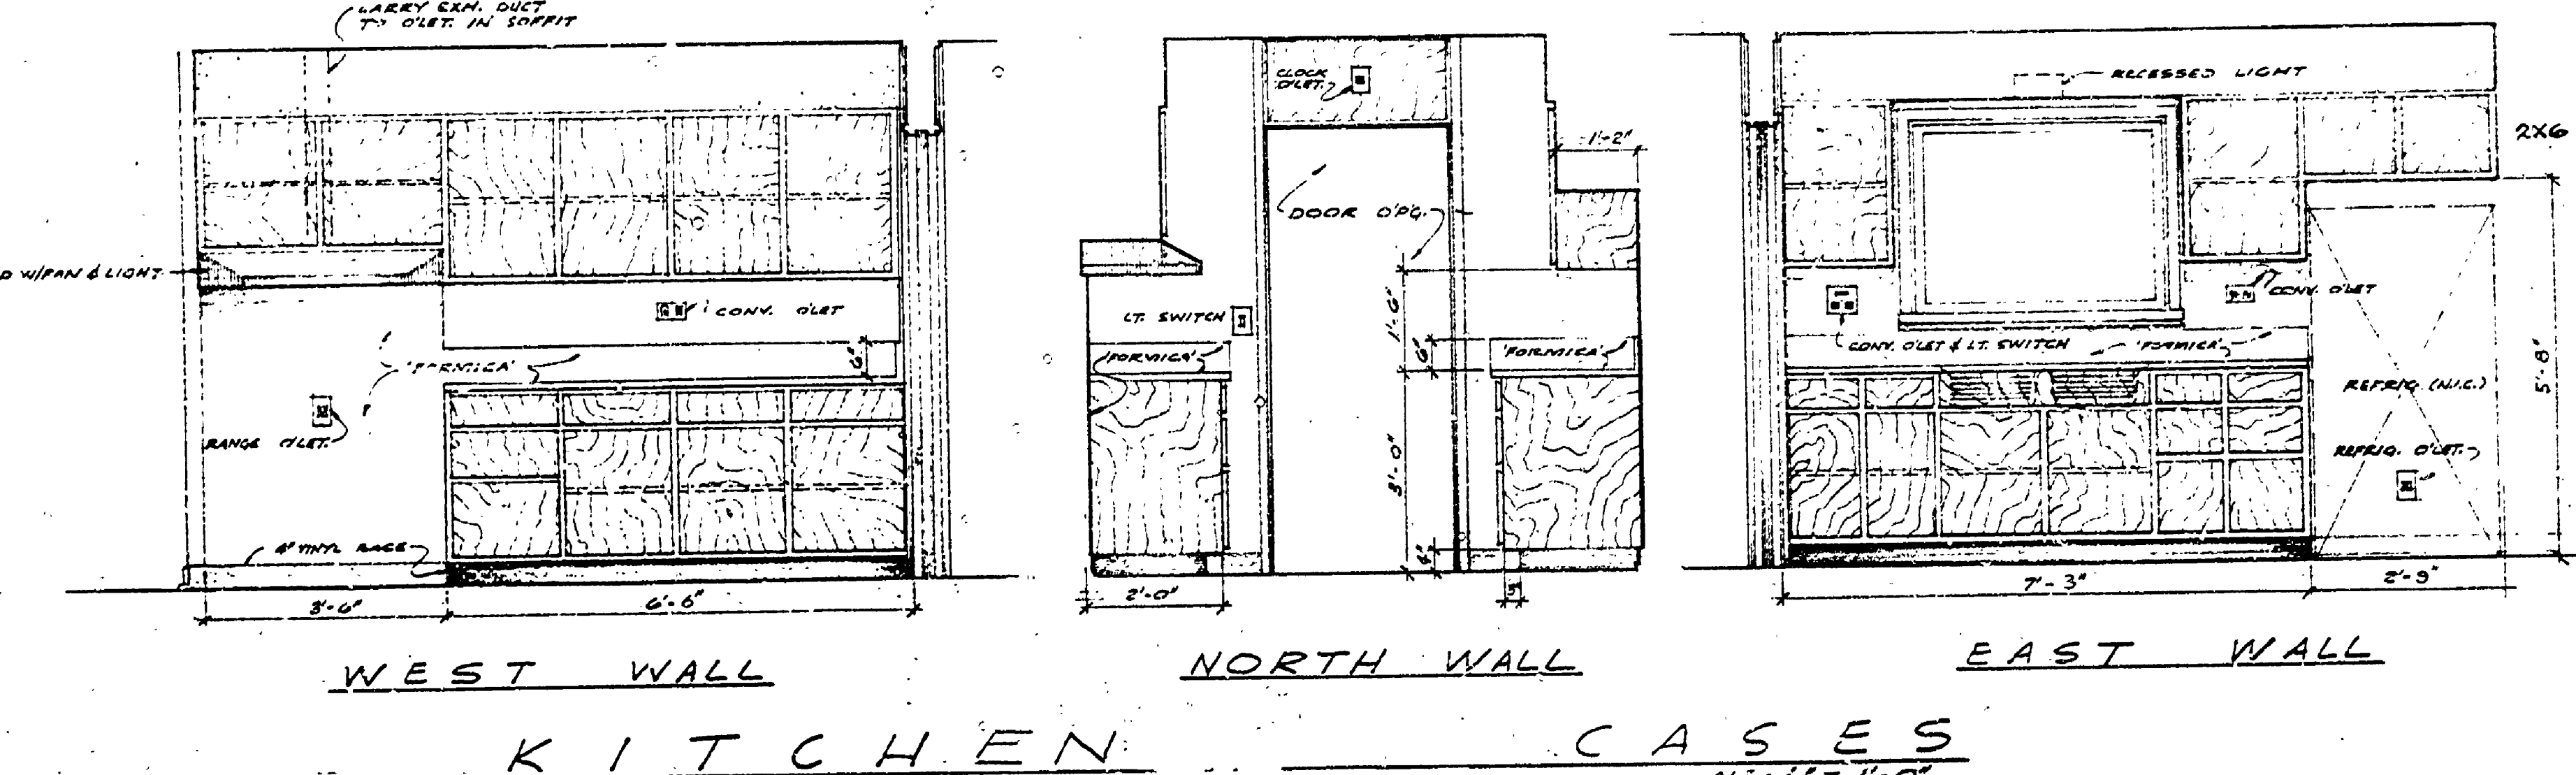 CARRY EXH. DUCT
TO O'LET. IN SOFFIT
W/FAN & LIGHT
CONV. O'LET
'FORMICA'
6"
RANGE O'LET.
4" VINYL BASE
3'-6"
6'-6"
WEST WALL
CLOCK
O'LET.
1'-2"
DOOR O'P'G.
LT. SWITCH
1'-6"
'FORMICA'
6"
'FORMICA'
3'-0"
4"
2'-0"
3"
NORTH WALL
RECESSED LIGHT
2X6
CONV. O'LET
CONV. O'LET & LT. SWITCH
'FORMICA'
REFRIG. (N.I.C.)
5'-8"
REFRIG. O'LET.
7'-3"
2'-9"
EAST WALL
KITCHEN CASES